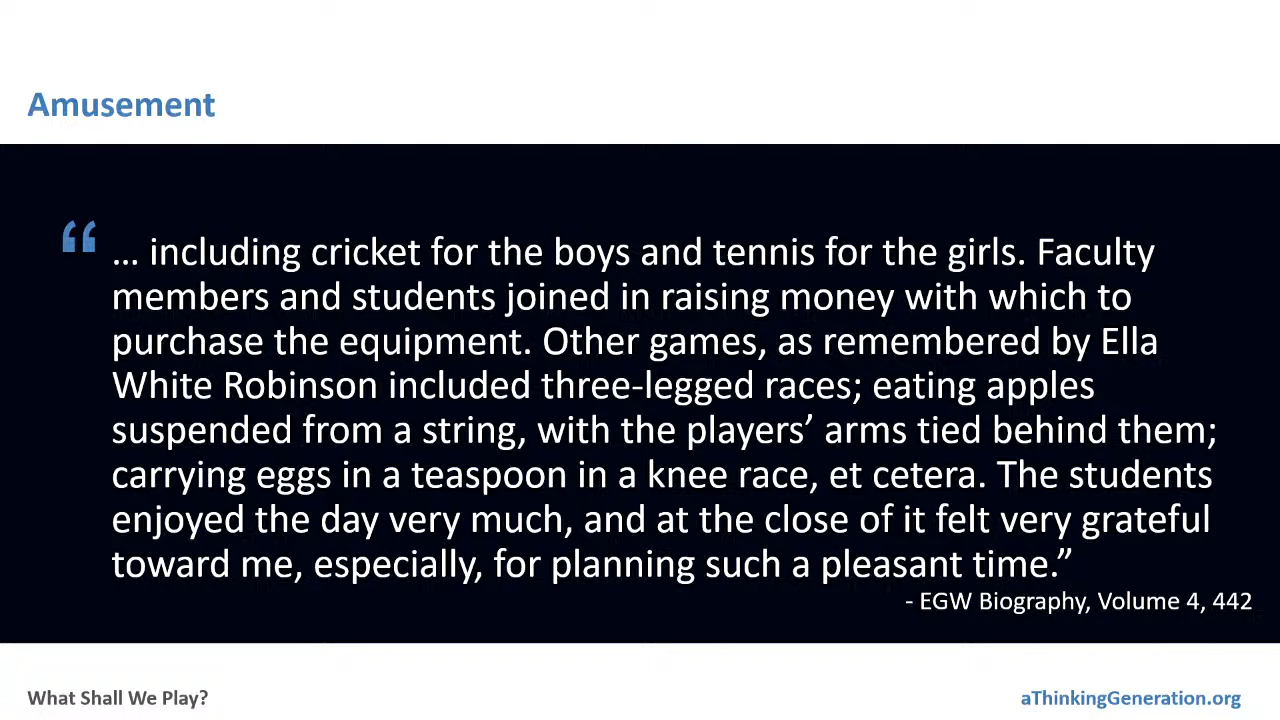 Amusement
“ … including cricket for the boys and tennis for the girls. Faculty
members and students joined in raising money with which to
purchase the equipment. Other games, as remembered by Ella
White Robinson included three-legged races; eating apples
suspended from a string, with the players’ arms tied behind them;
carrying eggs in a teaspoon in a knee race, et cetera. The students
enjoyed the day very much, and at the close of it felt very grateful
toward me, especially, for planning such a pleasant time.”
- EGW Biography, Volume 4, 442
What Shall We Play?
aThinkingGeneration.org